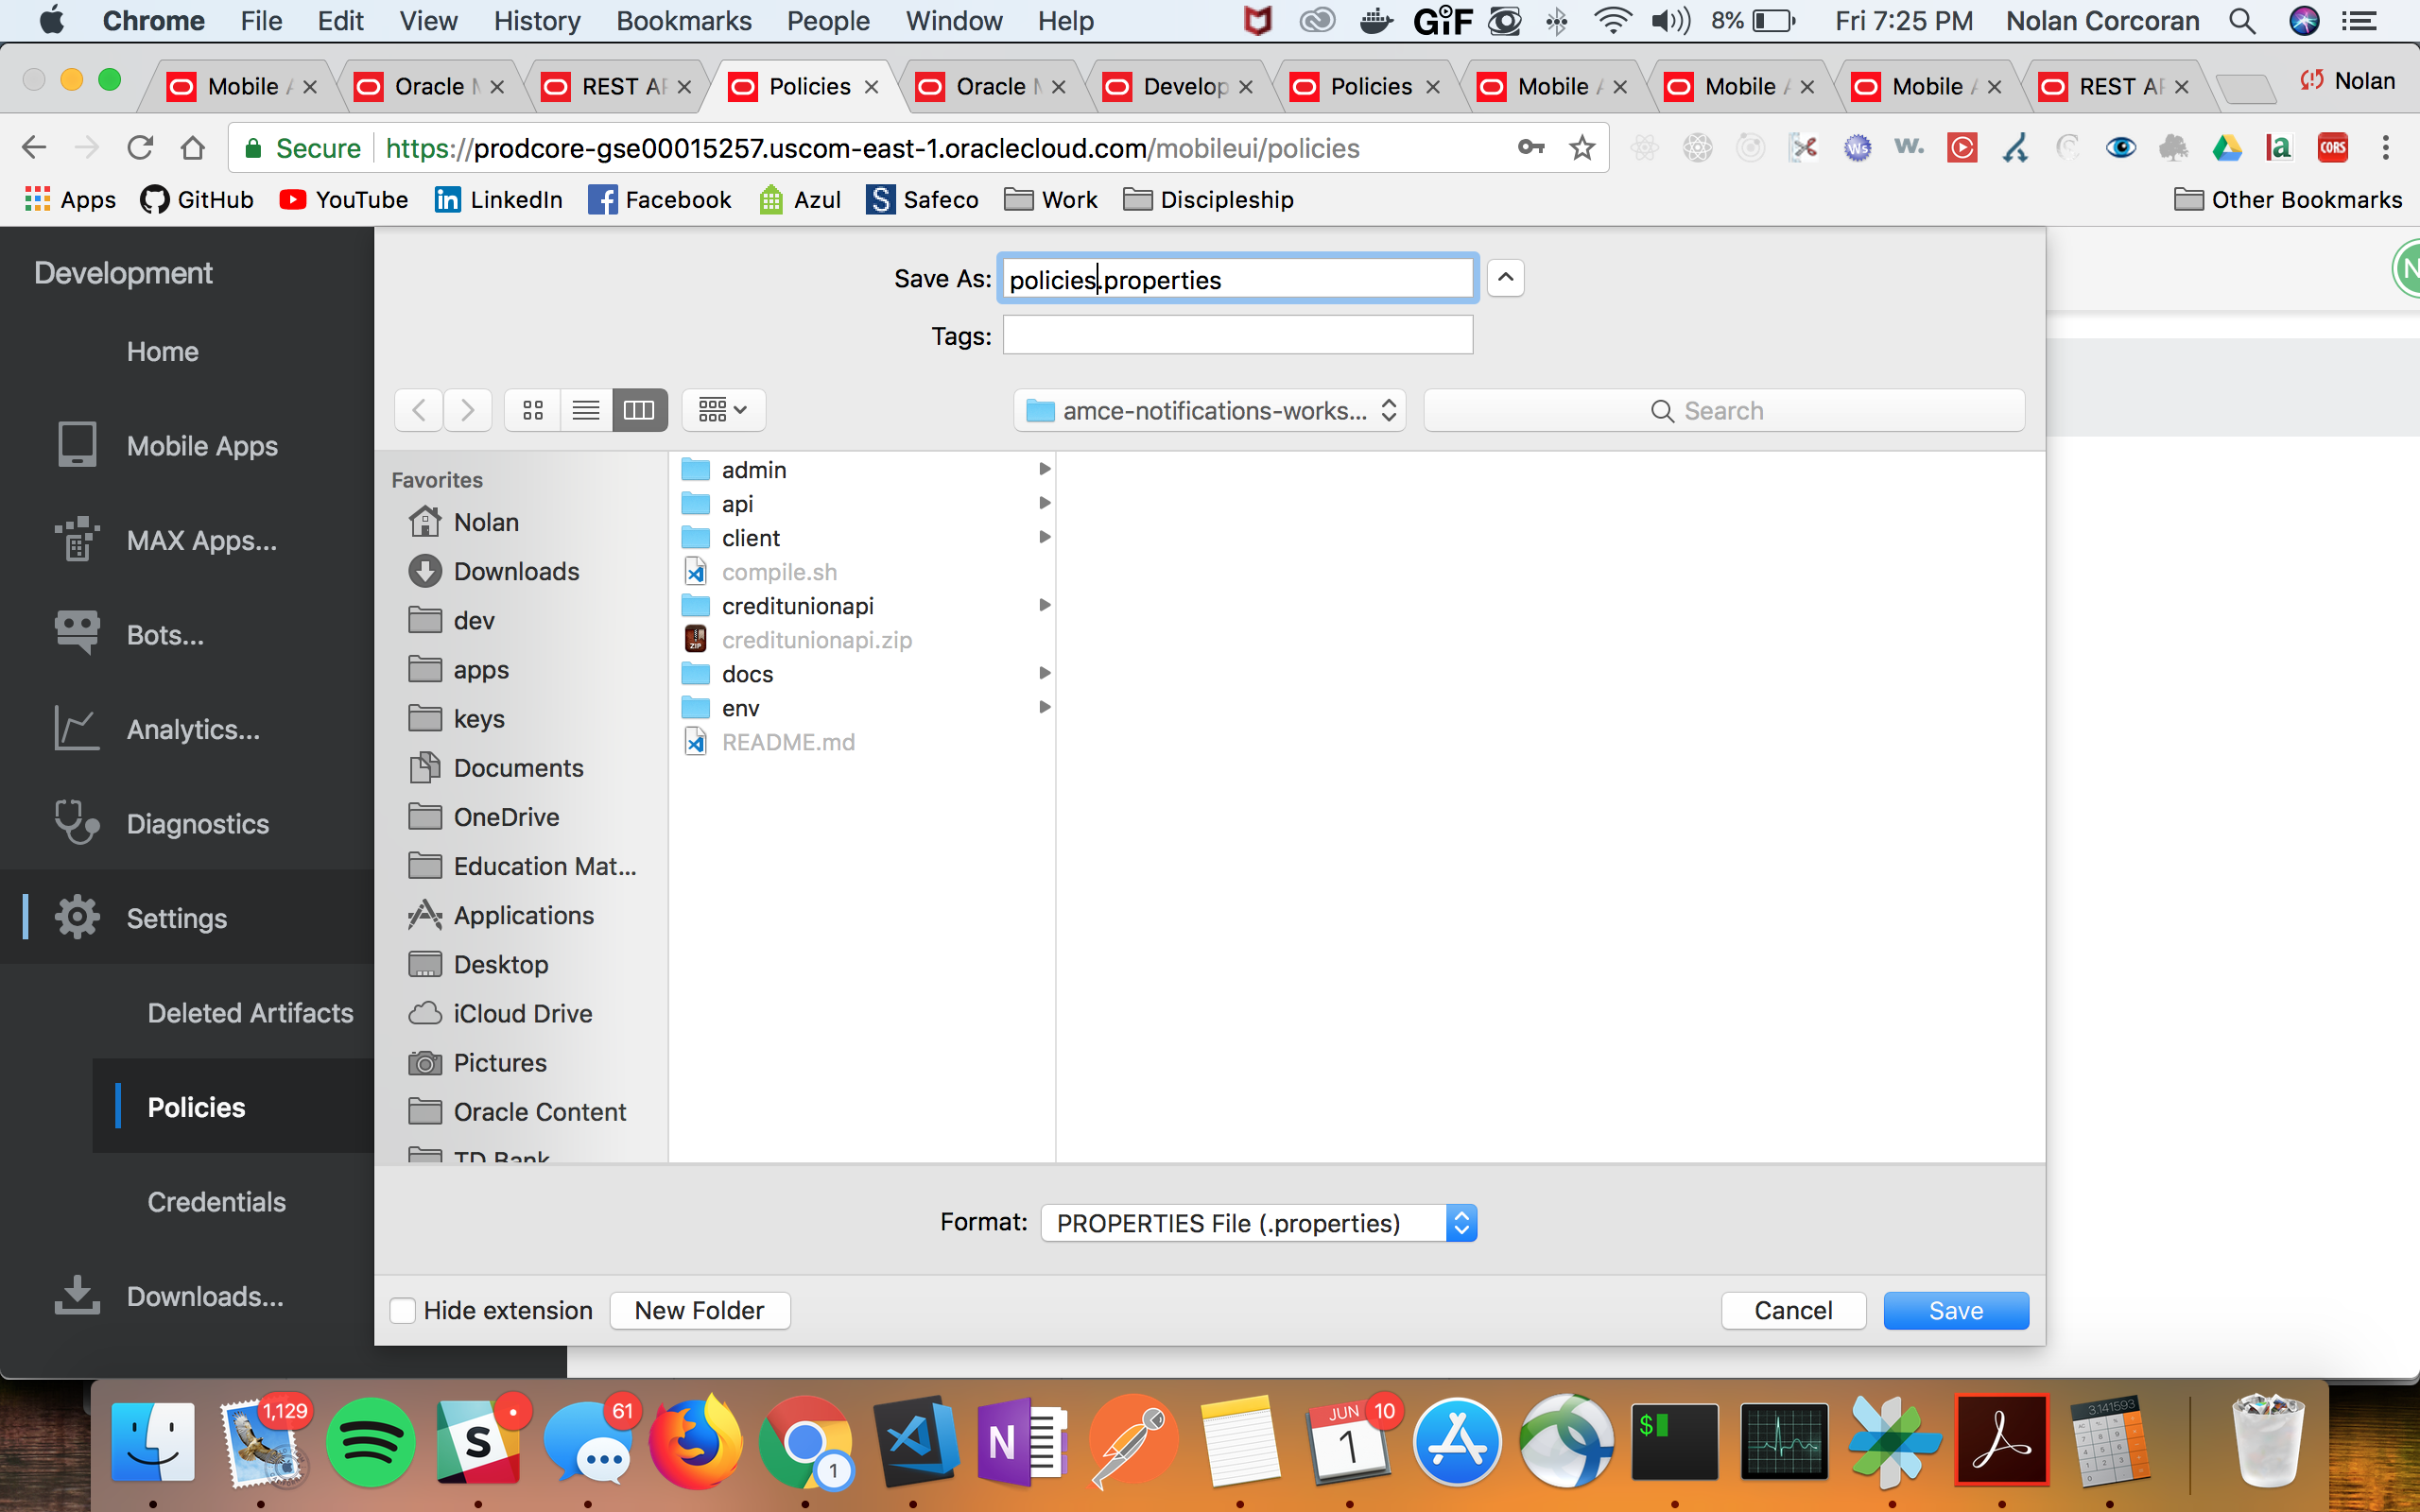 Chrome File Edit View History Bookmarks People Window Help GiF 8% Fri 7:25 PM Nolan Corcoran
Mobile A Oracle M REST AP Policies Oracle M Develop Policies Mobile A Mobile A Mobile A REST AP Nolan
Secure https://prodcore-gse00015257.uscom-east-1.oraclecloud.com/mobileui/policies Ws w. a CORS
Apps GitHub YouTube LinkedIn Facebook Azul S Safeco Work Discipleship Other Bookmarks
Development
Home
Mobile Apps
MAX Apps...
Bots...
Analytics...
Diagnostics
Settings
Deleted Artifacts
Policies
Credentials
Downloads...
Save As: policies.properties
N
Tags:
amce-notifications-works... Search
Favorites
Nolan
Downloads
dev
apps
keys
Documents
OneDrive
Education Mat...
Applications
Desktop
iCloud Drive
Pictures
Oracle Content
TD Bank
admin
api
client
compile.sh
creditunionapi
ZIP creditunionapi.zip
docs
env
README.md
Format: PROPERTIES File (.properties)
Hide extension New Folder Cancel Save
1,129 S 61 1 N JUN 1 10 $ 3.141593